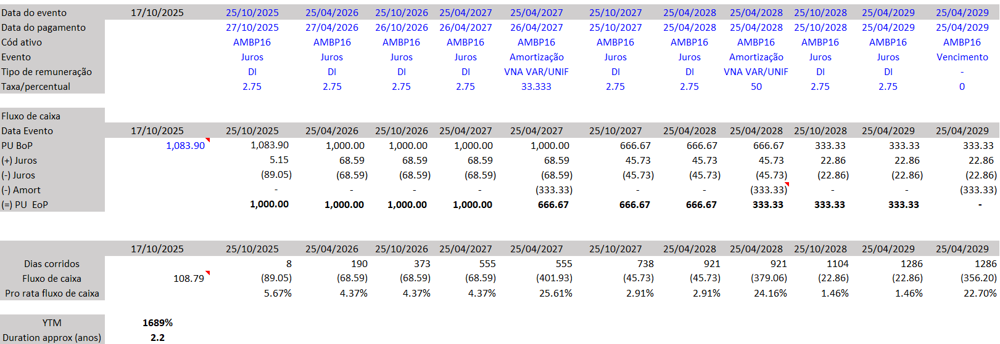 Data do evento 17/10/2025 25/10/2025 25/04/2026 25/10/2026 25/04/2027 25/04/2027 25/10/2027 25/04/2028 25/04/2028 25/10/2028 25/04/2029 25/04/2029
Data do pagamento 27/10/2025 27/04/2026 26/10/2026 26/04/2027 26/04/2027 25/10/2027 25/04/2028 25/04/2028 25/10/2028 25/04/2029 25/04/2029
Cód ativo AMBP16 AMBP16 AMBP16 AMBP16 AMBP16 AMBP16 AMBP16 AMBP16 AMBP16 AMBP16 AMBP16
Evento Juros Juros Juros Juros Amortização Juros Juros Amortização Juros Juros Vencimento
Tipo de remuneração DI DI DI DI VNA VAR/UNIF DI DI VNA VAR/UNIF DI DI -
Taxa/percentual 2.75 2.75 2.75 2.75 33.333 2.75 2.75 50 2.75 2.75 0
Fluxo de caixa
Data Evento 17/10/2025 25/10/2025 25/04/2026 25/10/2026 25/04/2027 25/04/2027 25/10/2027 25/04/2028 25/04/2028 25/10/2028 25/04/2029 25/04/2029
PU BoP 1,083.90 1,083.90 1,000.00 1,000.00 1,000.00 1,000.00 666.67 666.67 666.67 333.33 333.33 333.33
(+) Juros 5.15 68.59 68.59 68.59 68.59 45.73 45.73 45.73 22.86 22.86 22.86
(-) Juros (89.05) (68.59) (68.59) (68.59) (68.59) (45.73) (45.73) (45.73) (22.86) (22.86) (22.86)
(-) Amort - - - - (333.33) - - (333.33) - - (333.33)
(=) PU EoP 1,000.00 1,000.00 1,000.00 1,000.00 666.67 666.67 666.67 333.33 333.33 333.33 -
17/10/2025 25/10/2025 25/04/2026 25/10/2026 25/04/2027 25/04/2027 25/10/2027 25/04/2028 25/04/2028 25/10/2028 25/04/2029 25/04/2029
Dias corridos 8 190 373 555 555 738 921 921 1104 1286 1286
Fluxo de caixa 108.79 (89.05) (68.59) (68.59) (68.59) (401.93) (45.73) (45.73) (379.06) (22.86) (22.86) (356.20)
Pro rata fluxo de caixa 5.67% 4.37% 4.37% 4.37% 25.61% 2.91% 2.91% 24.16% 1.46% 1.46% 22.70%
YTM 1689%
Duration approx (anos) 2.2